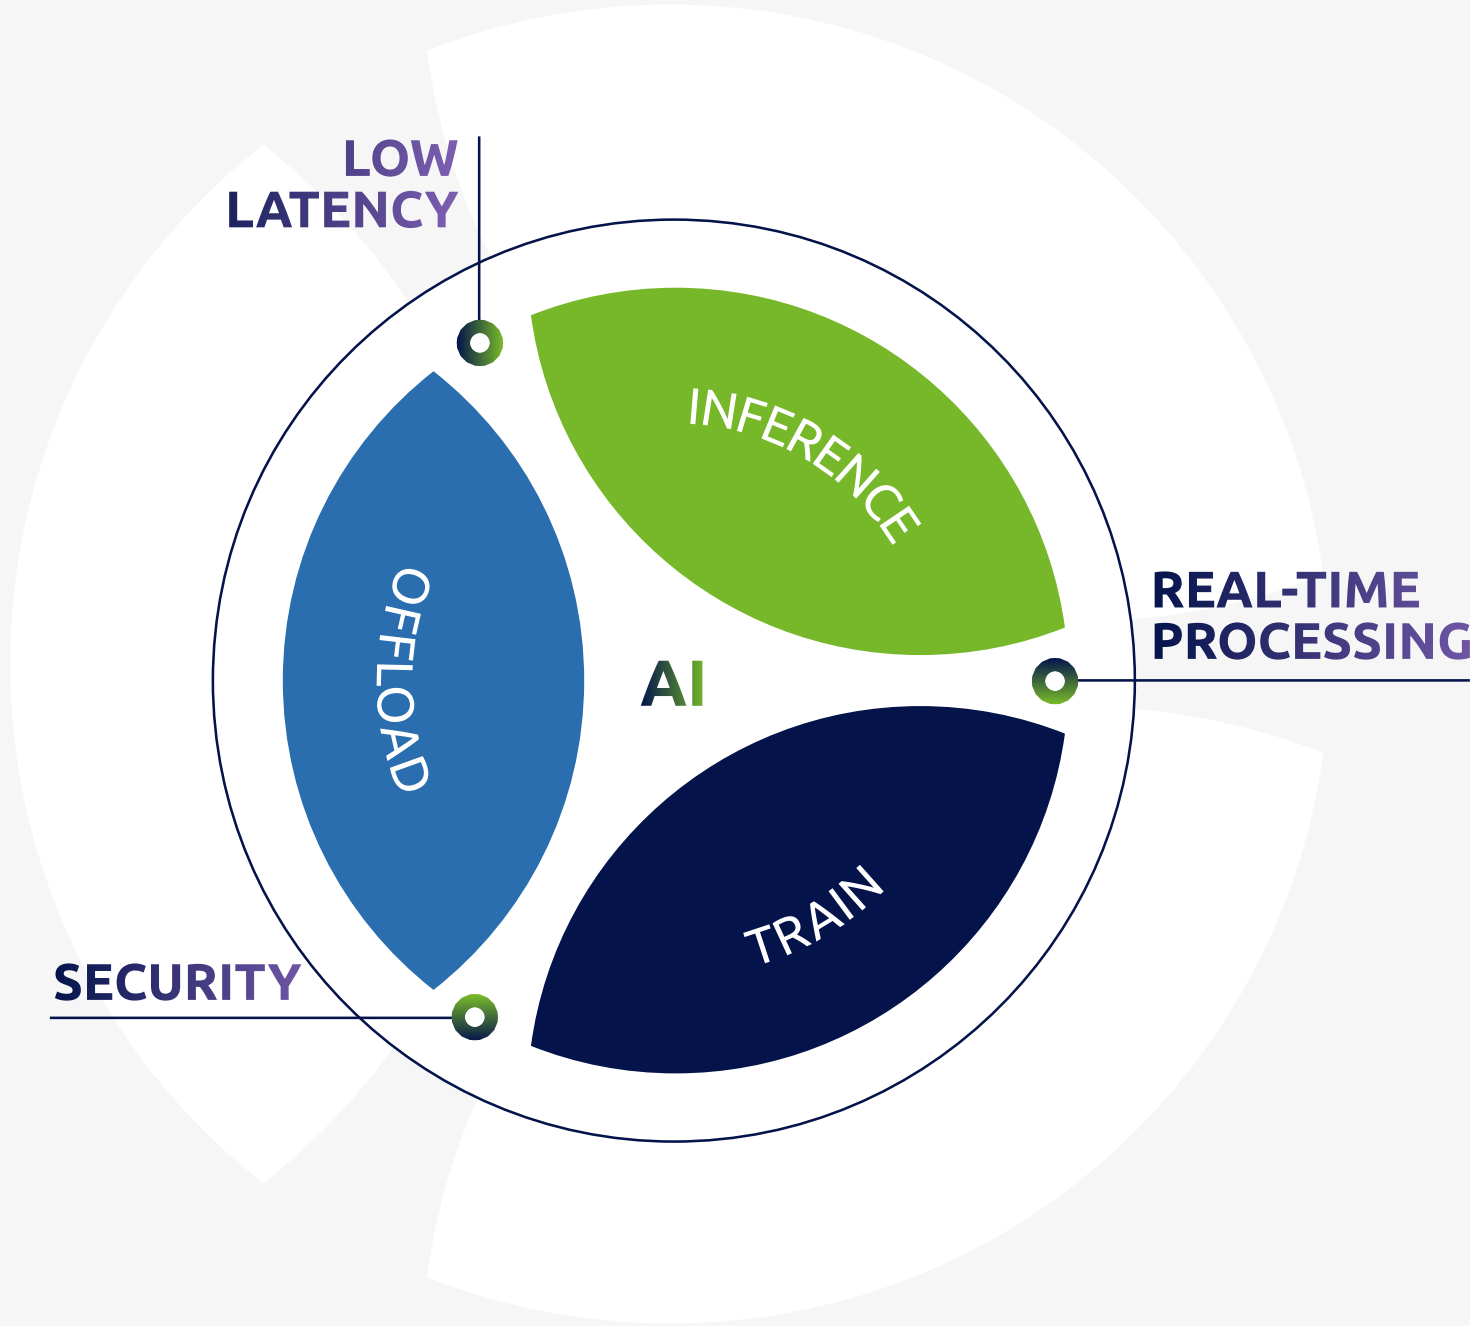 LOW
LATENCY
INFERENCE
OFFLOAD
REAL-TIME
PROCESSING
AI
TRAIN
SECURITY